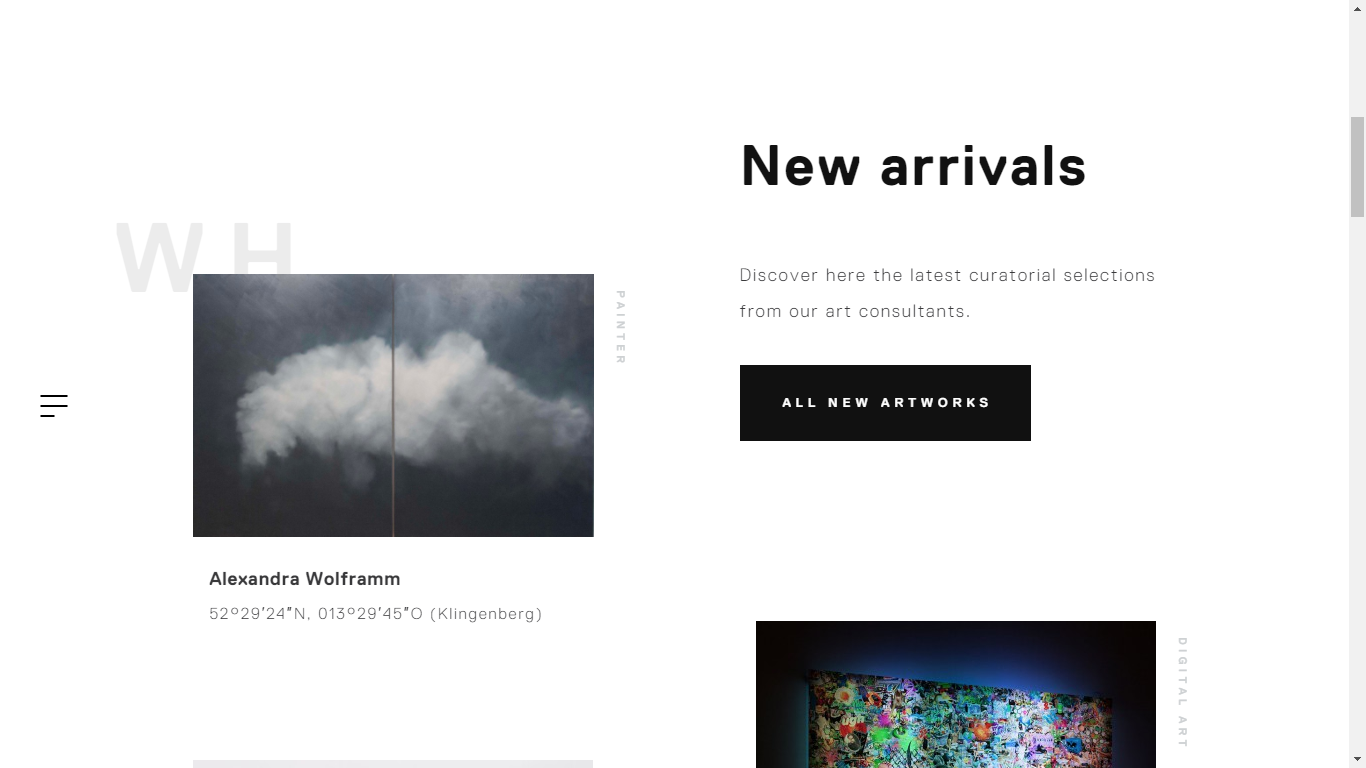 New arrivals
W H
Discover here the latest curatorial selections
from our art consultants.
PAINTER
ALL NEW ARTWORKS
Alexandra Wolframm
52°29′24″N, 013°29′45″O (Klingenberg)
DIGITAL ART